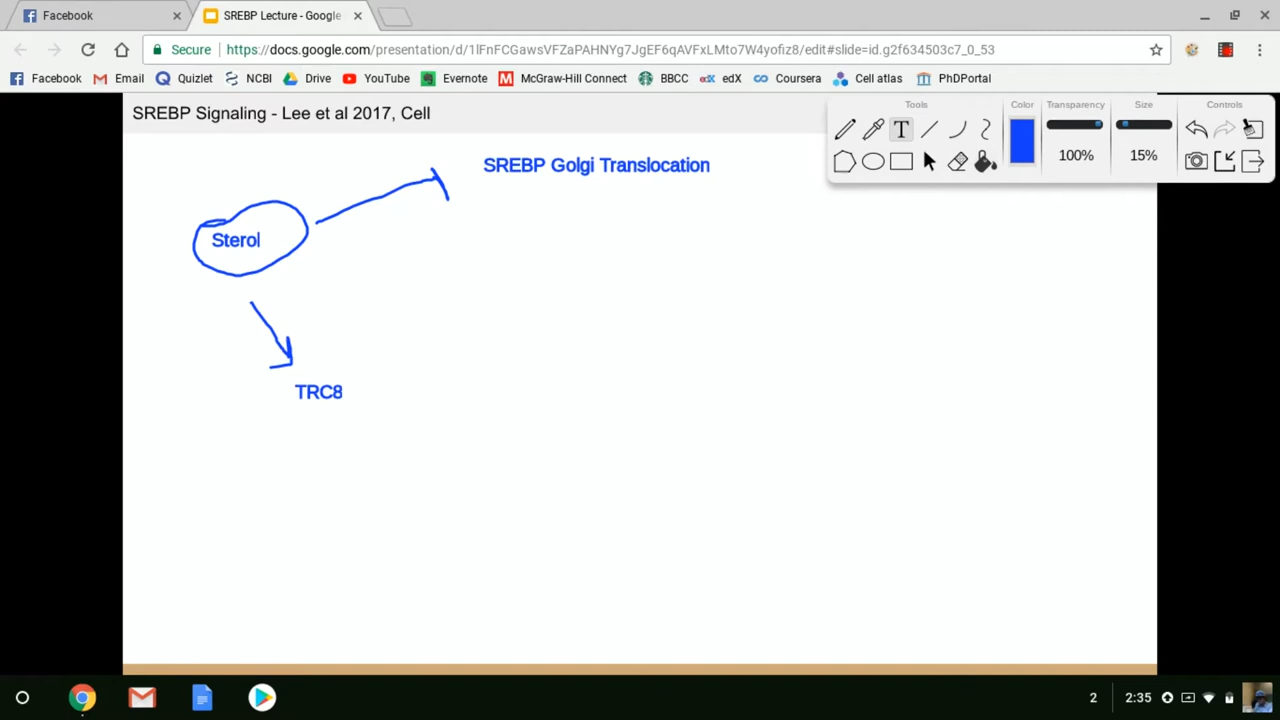 Facebook
SREBP Lecture - Google
Secure
https://docs.google.com/presentation/d/1lFnFCGawsVFZaPAHNYg7JgEF6qAVFxLMto7W4yofiz8/edit#slide=id.g2f634503c7_0_53
Facebook Email Quizlet NCBI Drive YouTube Evernote McGraw-Hill Connect BBCC edX Coursera Cell atlas PhDPortal
SREBP Signaling - Lee et al 2017, Cell
Tools Color Transparency Size Controls
T
100% 15%
SREBP Golgi Translocation
Sterol
TRC8
2 2:35